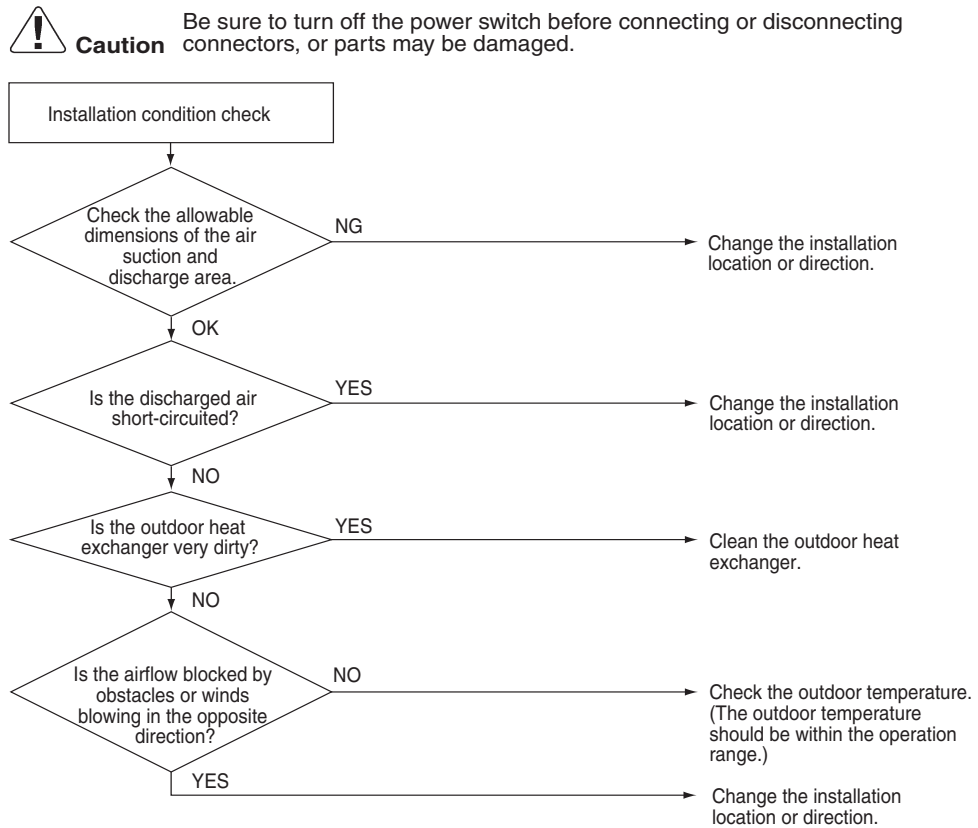 Be sure to turn off the power switch before connecting or disconnecting
Caution connectors, or parts may be damaged.
Installation condition check
Check the allowable
dimensions of the air
suction and
discharge area.
NG
Change the installation
location or direction.
OK
Is the discharged air
short-circuited?
YES
Change the installation
location or direction.
NO
Is the outdoor heat
exchanger very dirty?
YES
Clean the outdoor heat
exchanger.
NO
Is the airflow blocked by
obstacles or winds
blowing in the opposite
direction?
NO
Check the outdoor temperature.
(The outdoor temperature
should be within the operation
range.)
YES
Change the installation
location or direction.